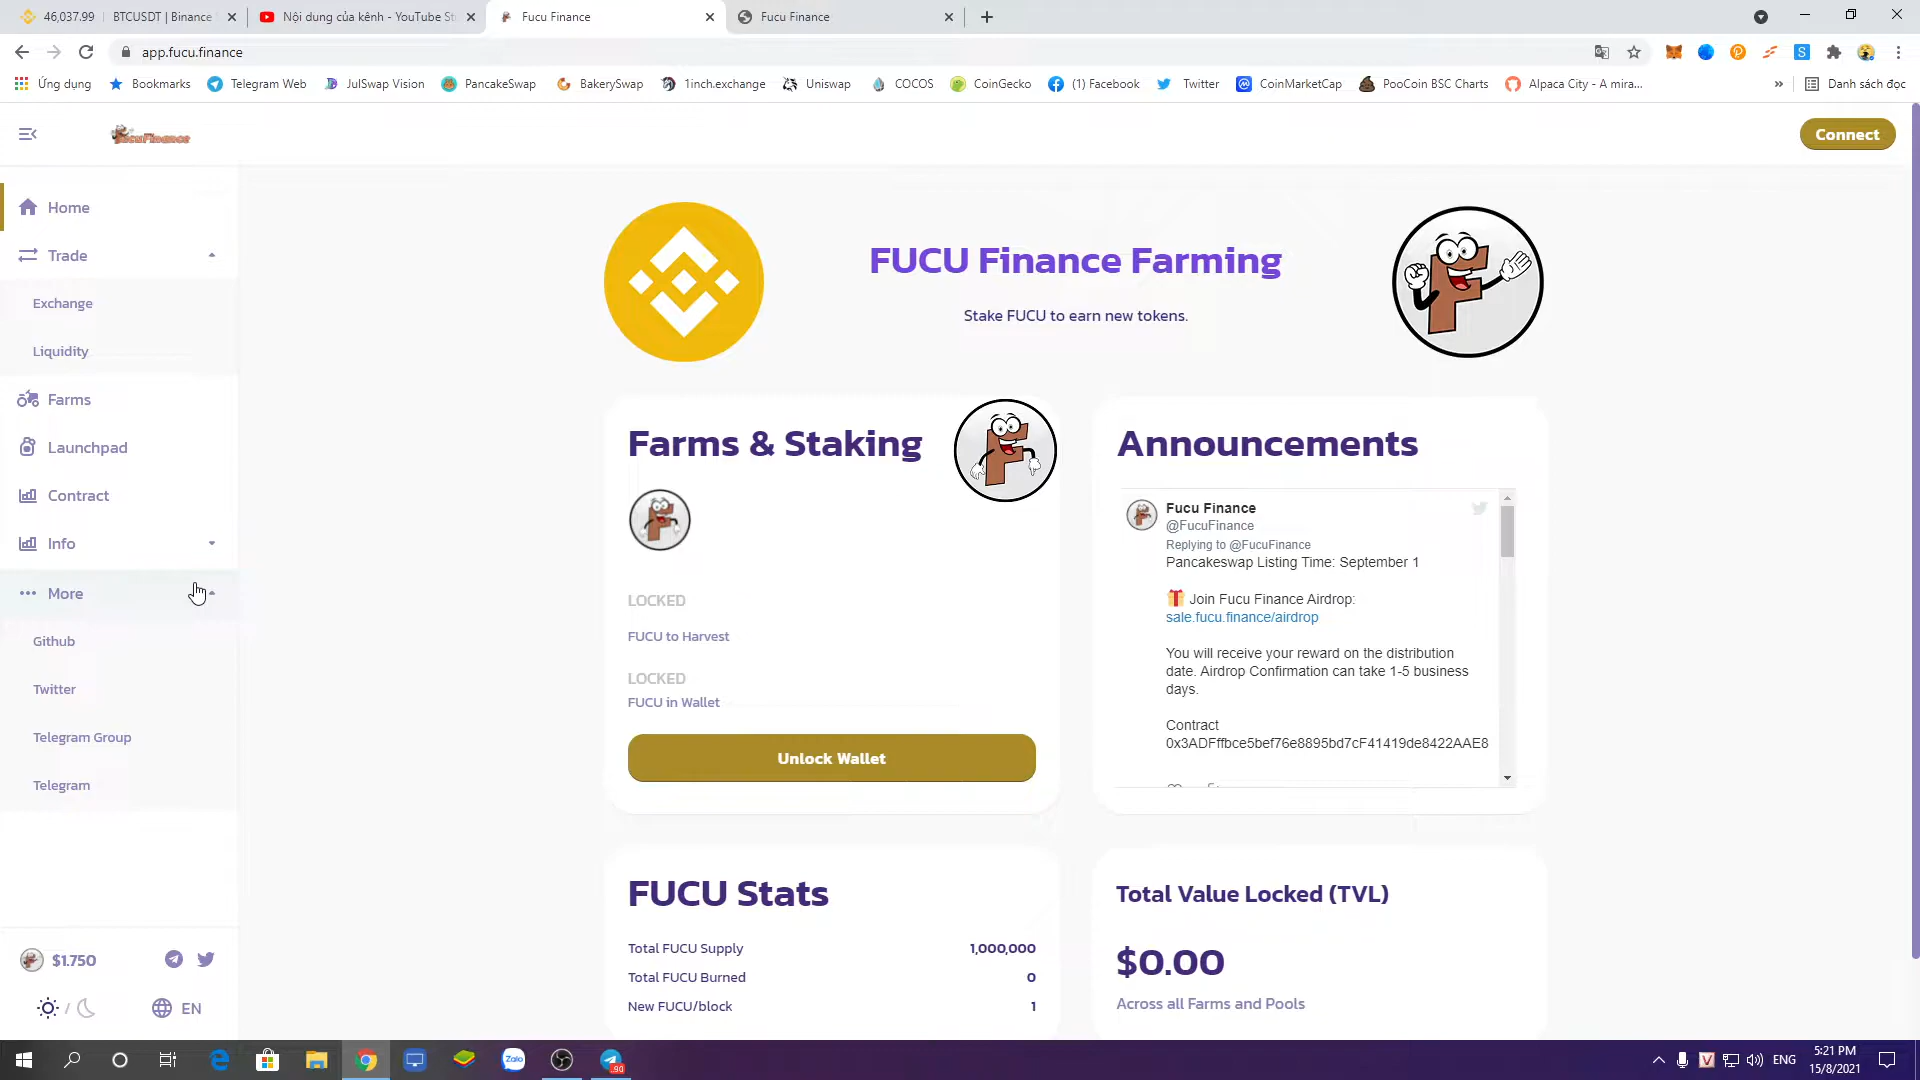 46,037.99 | BTCUSDT | Binance
Nội dung của kênh - YouTube St
Fucu Finance
Fucu Finance
app.fucu.finance
Ứng dụng
Bookmarks
Telegram Web
JulSwap Vision
PancakeSwap
BakerySwap
1inch.exchange
Uniswap
COCOS
CoinGecko
(1) Facebook
Twitter
CoinMarketCap
PooCoin BSC Charts
Alpaca City - A mira...
»
Danh sách đọc
FucuFinance
Connect
Home
Trade
Exchange
Liquidity
Farms
Launchpad
Contract
Info
More
Github
Twitter
Telegram Group
Telegram
$1.750
/
EN
FUCU Finance Farming
Stake FUCU to earn new tokens.
Farms & Staking
LOCKED
FUCU to Harvest
LOCKED
FUCU in Wallet
Unlock Wallet
Announcements
Fucu Finance
@FucuFinance
Replying to @FucuFinance
Pancakeswap Listing Time: September 1
Join Fucu Finance Airdrop:
sale.fucu.finance/airdrop
You will receive your reward on the distribution
date. Airdrop Confirmation can take 1-5 business
days.
Contract
0x3ADFffbce5bef76e8895bd7cF41419de8422AAE8
FUCU Stats
Total FUCU Supply 1,000,000
Total FUCU Burned 0
New FUCU/block 1
Total Value Locked (TVL)
$0.00
Across all Farms and Pools
Zalo
90
V
ENG
5:21 PM
15/8/2021